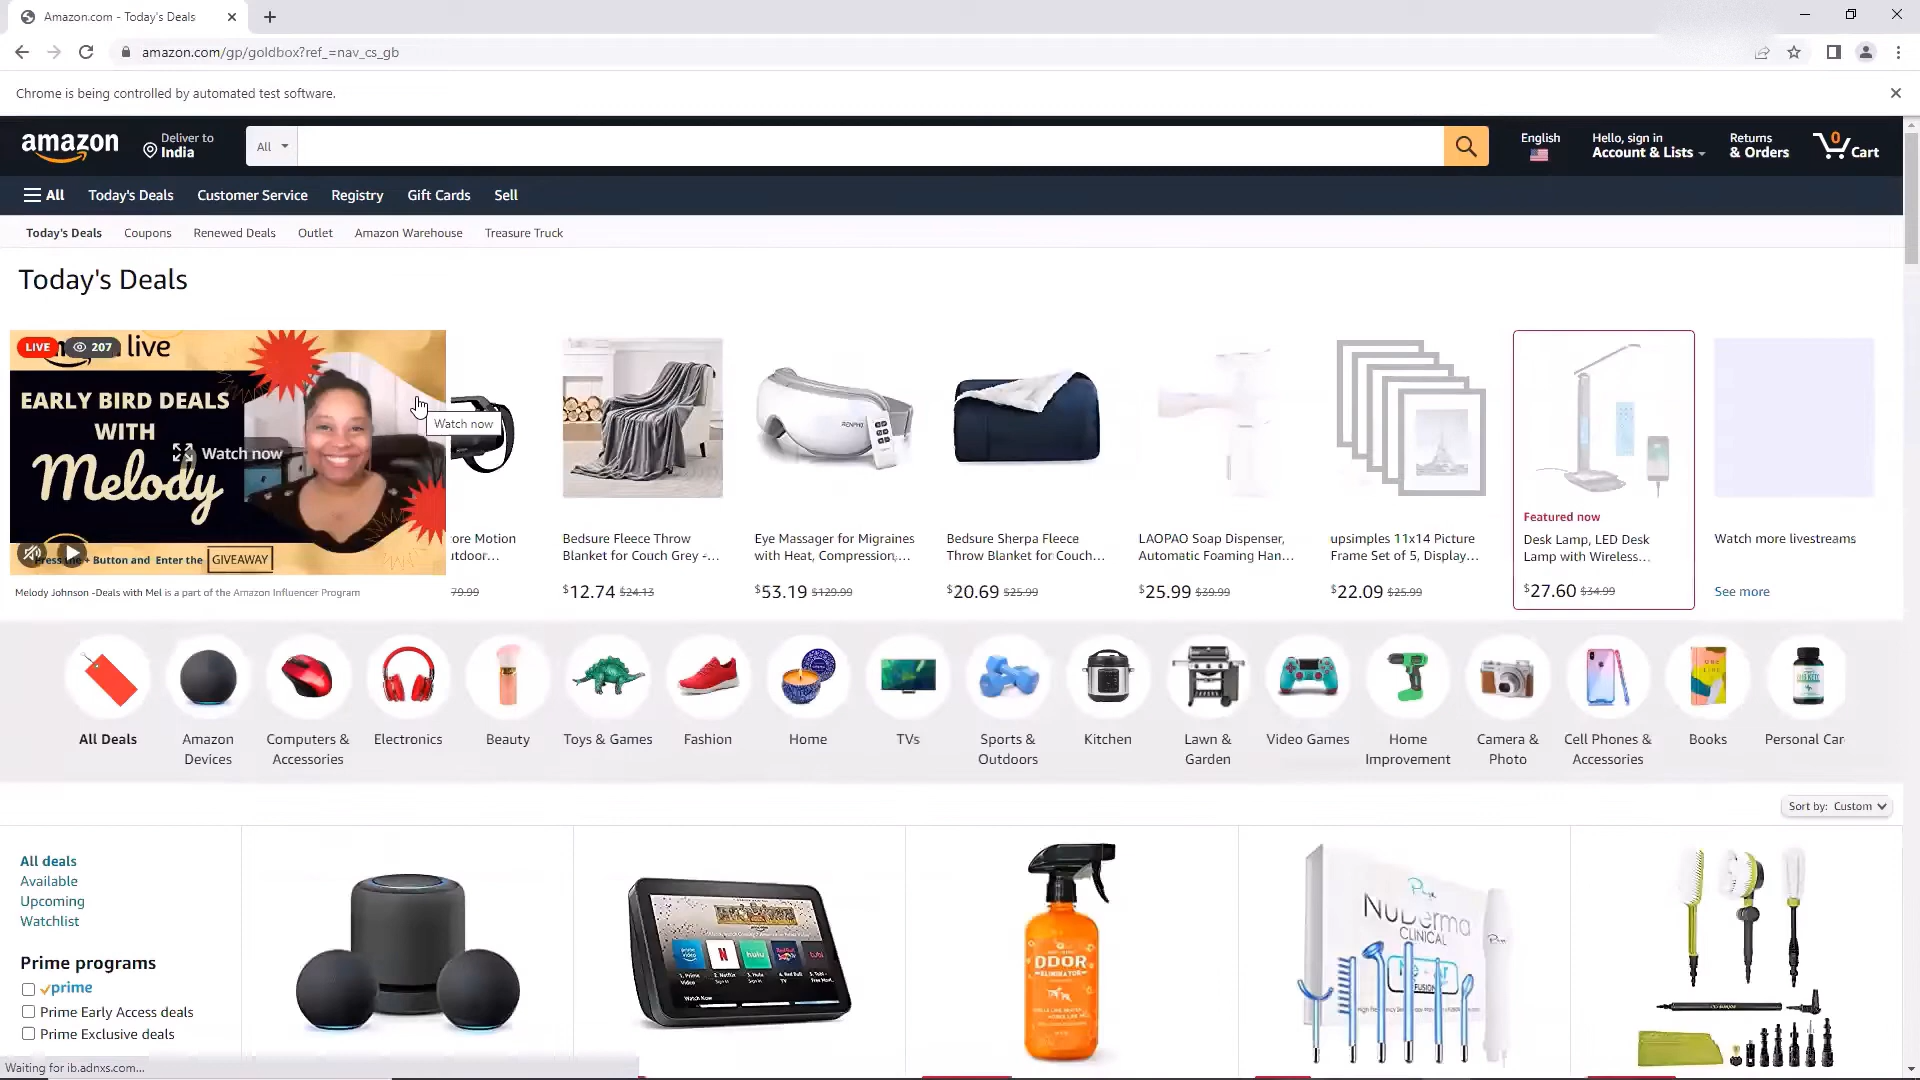 Amazon.com - Today's Deals
amazon.com/gp/goldbox?ref_=nav_cs_gb
Chrome is being controlled by automated test software.
amazon
Deliver to
India
All
English
Hello, sign in
Account & Lists
Returns
& Orders
0
Cart
All
Today's Deals
Customer Service
Registry
Gift Cards
Sell
Today's Deals
Coupons
Renewed Deals
Outlet
Amazon Warehouse
Treasure Truck
Today's Deals
LIVE
207
live
EARLY BIRD DEALS
WITH
Melody
Watch now
Watch now
+ Button and Enter the GIVEAWAY
Melody Johnson -Deals with Mel is a part of the Amazon Influencer Program
ore Motion
utdoor...
79.99
Bedsure Fleece Throw
Blanket for Couch Grey -...
$12.74 $24.13
RENPHO
Eye Massager for Migraines
with Heat, Compression,...
$53.19 $129.99
Bedsure Sherpa Fleece
Throw Blanket for Couch...
$20.69 $25.99
LAOPAO Soap Dispenser,
Automatic Foaming Han...
$25.99 $39.99
upsimples 11x14 Picture
Frame Set of 5, Display...
$22.09 $25.99
Featured now
Desk Lamp, LED Desk
Lamp with Wireless...
$27.60 $34.99
Watch more livestreams
See more
All Deals
Amazon
Devices
Computers &
Accessories
Electronics
Beauty
Toys & Games
Fashion
Home
TVs
Sports &
Outdoors
Kitchen
Lawn &
Garden
Video Games
Home
Improvement
Camera &
Photo
Cell Phones &
Accessories
Books
Personal Car
Sort by: Custom
All deals
Available
Upcoming
Watchlist
Prime programs
prime
Prime Early Access deals
Prime Exclusive deals
hulu
ODOR
ELIMINATOR
NuDerma
CLINICAL
Waiting for ib.adnxs.com...